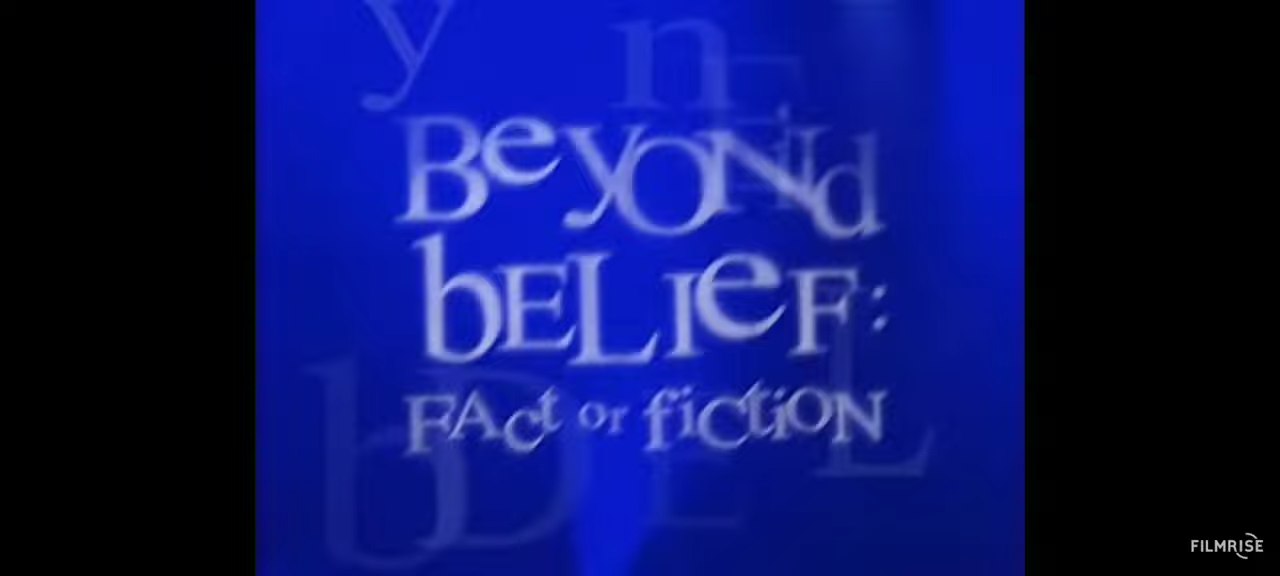 y n
BeyONd
bELIeF:
FAct or fictiON
b D E L
FILMRISE